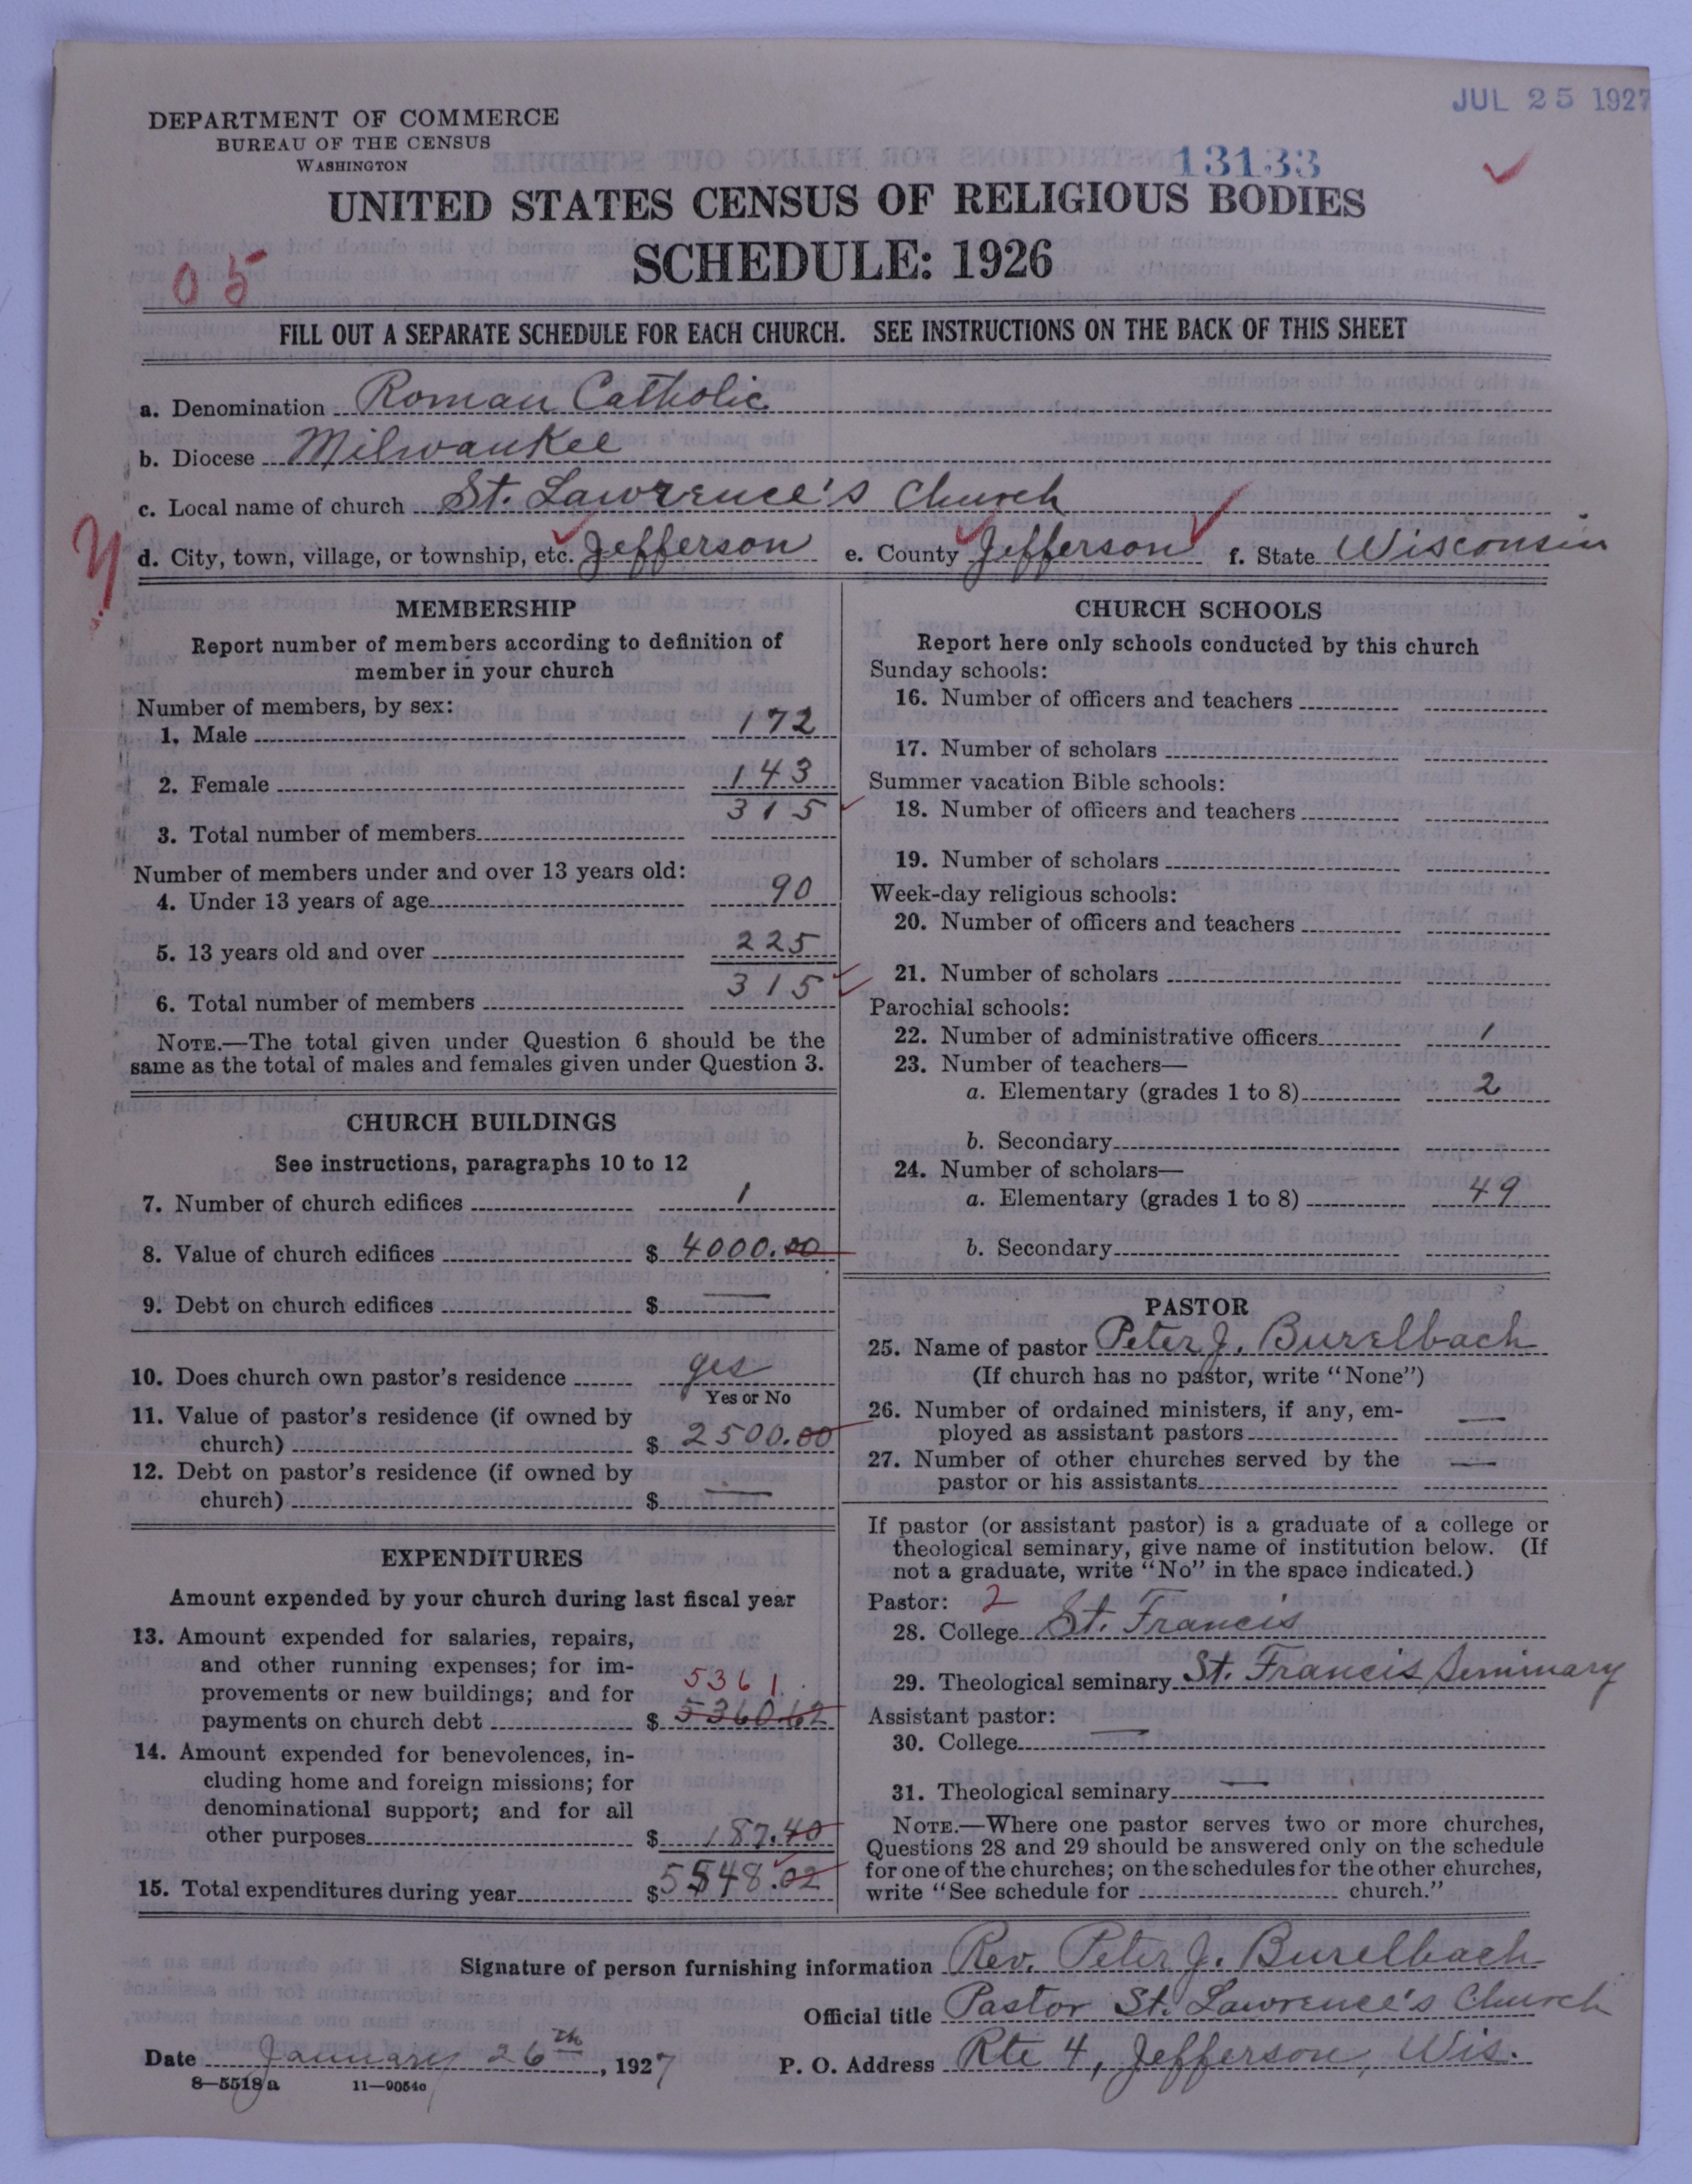 JUL 25 1927
DEPARTMENT OF COMMERCE
BUREAU OF THE CENSUS
WASHINGTON
13133
UNITED STATES CENSUS OF RELIGIOUS BODIES
SCHEDULE: 1926
05
FILL OUT A SEPARATE SCHEDULE FOR EACH CHURCH. SEE INSTRUCTIONS ON THE BACK OF THIS SHEET
a. Denomination Roman Catholic
b. Diocese Milwaukee
c. Local name of church St. Lawrence's Church
d. City, town, village, or township, etc. Jefferson e. County Jefferson f. State Wisconsin
MEMBERSHIP
Report number of members according to definition of
member in your church
Number of members, by sex:
1. Male 172
2. Female 143
3. Total number of members 315
Number of members under and over 13 years old:
4. Under 13 years of age 90
5. 13 years old and over 225
6. Total number of members 315
NOTE.—The total given under Question 6 should be the
same as the total of males and females given under Question 3.
CHURCH BUILDINGS
See instructions, paragraphs 10 to 12
7. Number of church edifices 1
8. Value of church edifices $ 4000.00
9. Debt on church edifices $ —
10. Does church own pastor's residence yes
Yes or No
11. Value of pastor's residence (if owned by
church) $ 2500.00
12. Debt on pastor's residence (if owned by
church) $ —
EXPENDITURES
Amount expended by your church during last fiscal year
13. Amount expended for salaries, repairs,
and other running expenses; for im-
provements or new buildings; and for 5361.
payments on church debt $ 5360.62
14. Amount expended for benevolences, in-
cluding home and foreign missions; for
denominational support; and for all
other purposes $ 187.40
15. Total expenditures during year $ 5548.02
CHURCH SCHOOLS
Report here only schools conducted by this church
Sunday schools:
16. Number of officers and teachers
17. Number of scholars
Summer vacation Bible schools:
18. Number of officers and teachers
19. Number of scholars
Week-day religious schools:
20. Number of officers and teachers
21. Number of scholars
Parochial schools:
22. Number of administrative officers 1
23. Number of teachers—
a. Elementary (grades 1 to 8) 2
b. Secondary
24. Number of scholars—
a. Elementary (grades 1 to 8) 49
b. Secondary
PASTOR
25. Name of pastor Peter J. Burelbach
(If church has no pastor, write "None")
26. Number of ordained ministers, if any, em-
ployed as assistant pastors —
27. Number of other churches served by the
pastor or his assistants —
If pastor (or assistant pastor) is a graduate of a college or
theological seminary, give name of institution below. (If
not a graduate, write "No" in the space indicated.)
Pastor: 2
28. College St. Francis
29. Theological seminary St. Francis Seminary
Assistant pastor:
30. College —
31. Theological seminary —
NOTE.—Where one pastor serves two or more churches,
Questions 28 and 29 should be answered only on the schedule
for one of the churches; on the schedules for the other churches,
write "See schedule for church."
Signature of person furnishing information Rev. Peter J. Burelbach
Official title Pastor St. Lawrence's Church
Date January 26th, 1927 P. O. Address Rte 4, Jefferson, Wis.
8—5518a 11—9054o